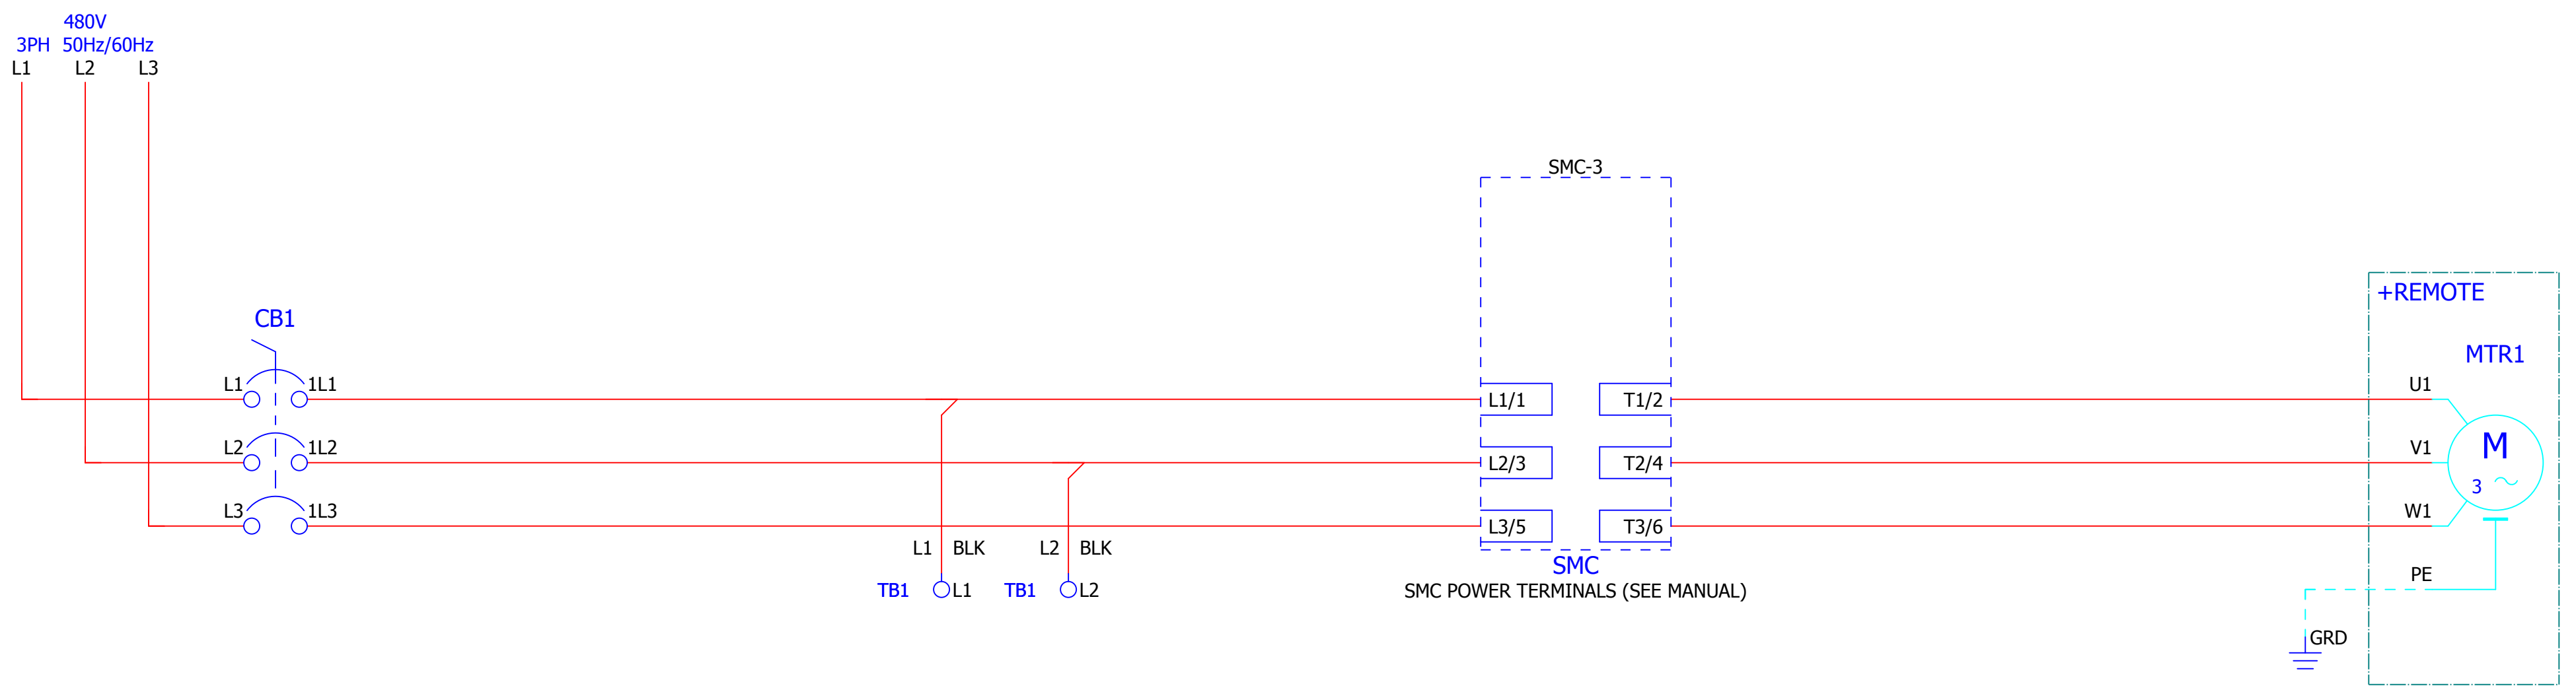 480V
3PH 50Hz/60Hz
L1 L2 L3
SMC-3
+REMOTE
CB1
MTR1
L1 1L1
L1/1 T1/2
U1
L2 1L2
L2/3 T2/4
V1
M
3
L3 1L3
L3/5 T3/6
W1
L1 BLK L2 BLK
SMC
PE
TB1 L1 TB1 L2
SMC POWER TERMINALS (SEE MANUAL)
GRD